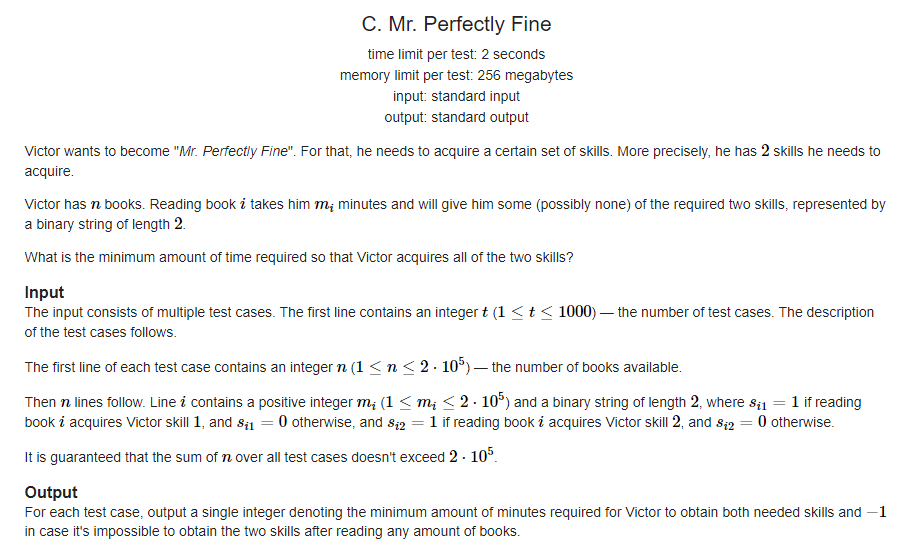 C. Mr. Perfectly Fine
time limit per test: 2 seconds
memory limit per test: 256 megabytes
input: standard input
output: standard output
Victor wants to become "Mr. Perfectly Fine". For that, he needs to acquire a certain set of skills. More precisely, he has 2 skills he needs to
acquire.
Victor has n books. Reading book i takes him m_i minutes and will give him some (possibly none) of the required two skills, represented by
a binary string of length 2.
What is the minimum amount of time required so that Victor acquires all of the two skills?
Input
The input consists of multiple test cases. The first line contains an integer t (1 ≤ t ≤ 1000) — the number of test cases. The description
of the test cases follows.
The first line of each test case contains an integer n (1 ≤ n ≤ 2 · 10^5) — the number of books available.
Then n lines follow. Line i contains a positive integer m_i (1 ≤ m_i ≤ 2 · 10^5) and a binary string of length 2, where s_{i1} = 1 if reading
book i acquires Victor skill 1, and s_{i1} = 0 otherwise, and s_{i2} = 1 if reading book i acquires Victor skill 2, and s_{i2} = 0 otherwise.
It is guaranteed that the sum of n over all test cases doesn't exceed 2 · 10^5.
Output
For each test case, output a single integer denoting the minimum amount of minutes required for Victor to obtain both needed skills and −1
in case it's impossible to obtain the two skills after reading any amount of books.